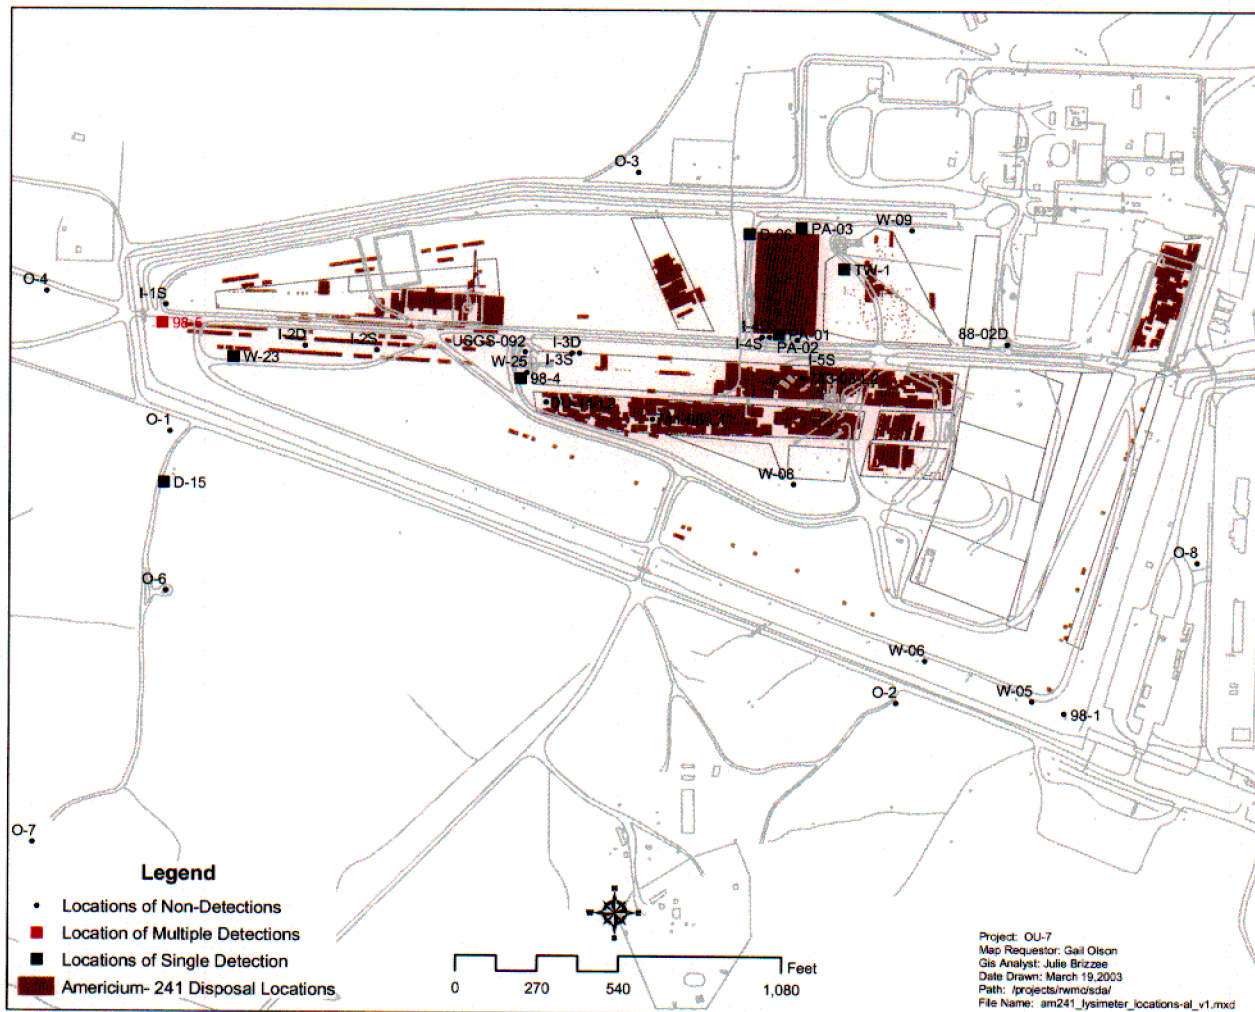 O-3
W-09
PA-03
D-06
TW-1
O-4
I-1S
98-5
I-2D
I-2S
USGS-092
I-3D
I-4S
PA-01
PA-02
88-02D
W-23
W-25
I-3S
I-5S
98-4
O-1
D-15
W-08
O-8
O-6
W-06
O-2
W-05
98-1
O-7
Legend
Locations of Non-Detections
Location of Multiple Detections
Locations of Single Detection
Americium- 241 Disposal Locations
N
W
E
S
Feet
0 270 540 1,080
Project: OU-7
Map Requestor: Gail Olson
Gis Analyst: Julie Brizzee
Date Drawn: March 19,2003
Path: /projects/rwmc/sda/
File Name: am241_lysimeter_locations-al_v1.mxd